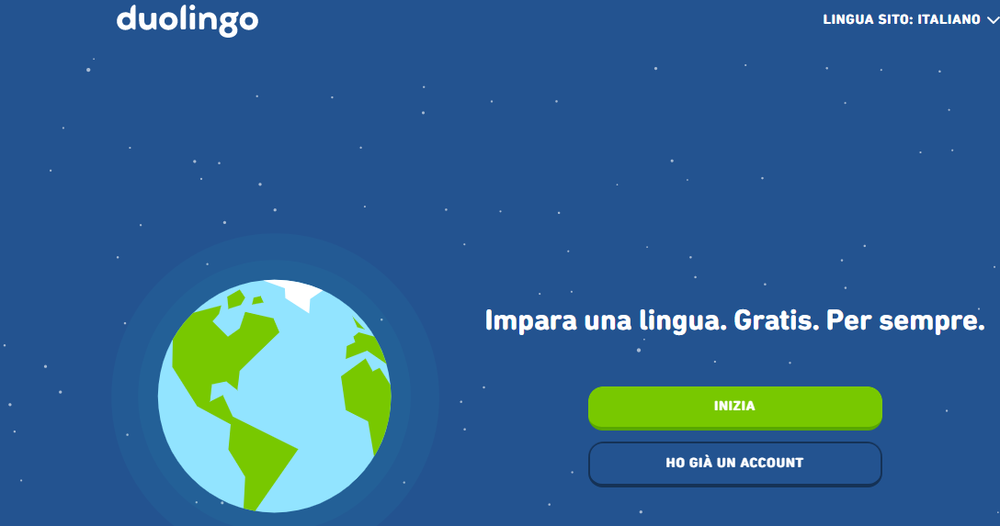 duolingo
LINGUA SITO: ITALIANO
Impara una lingua. Gratis. Per sempre.
INIZIA
HO GIÀ UN ACCOUNT